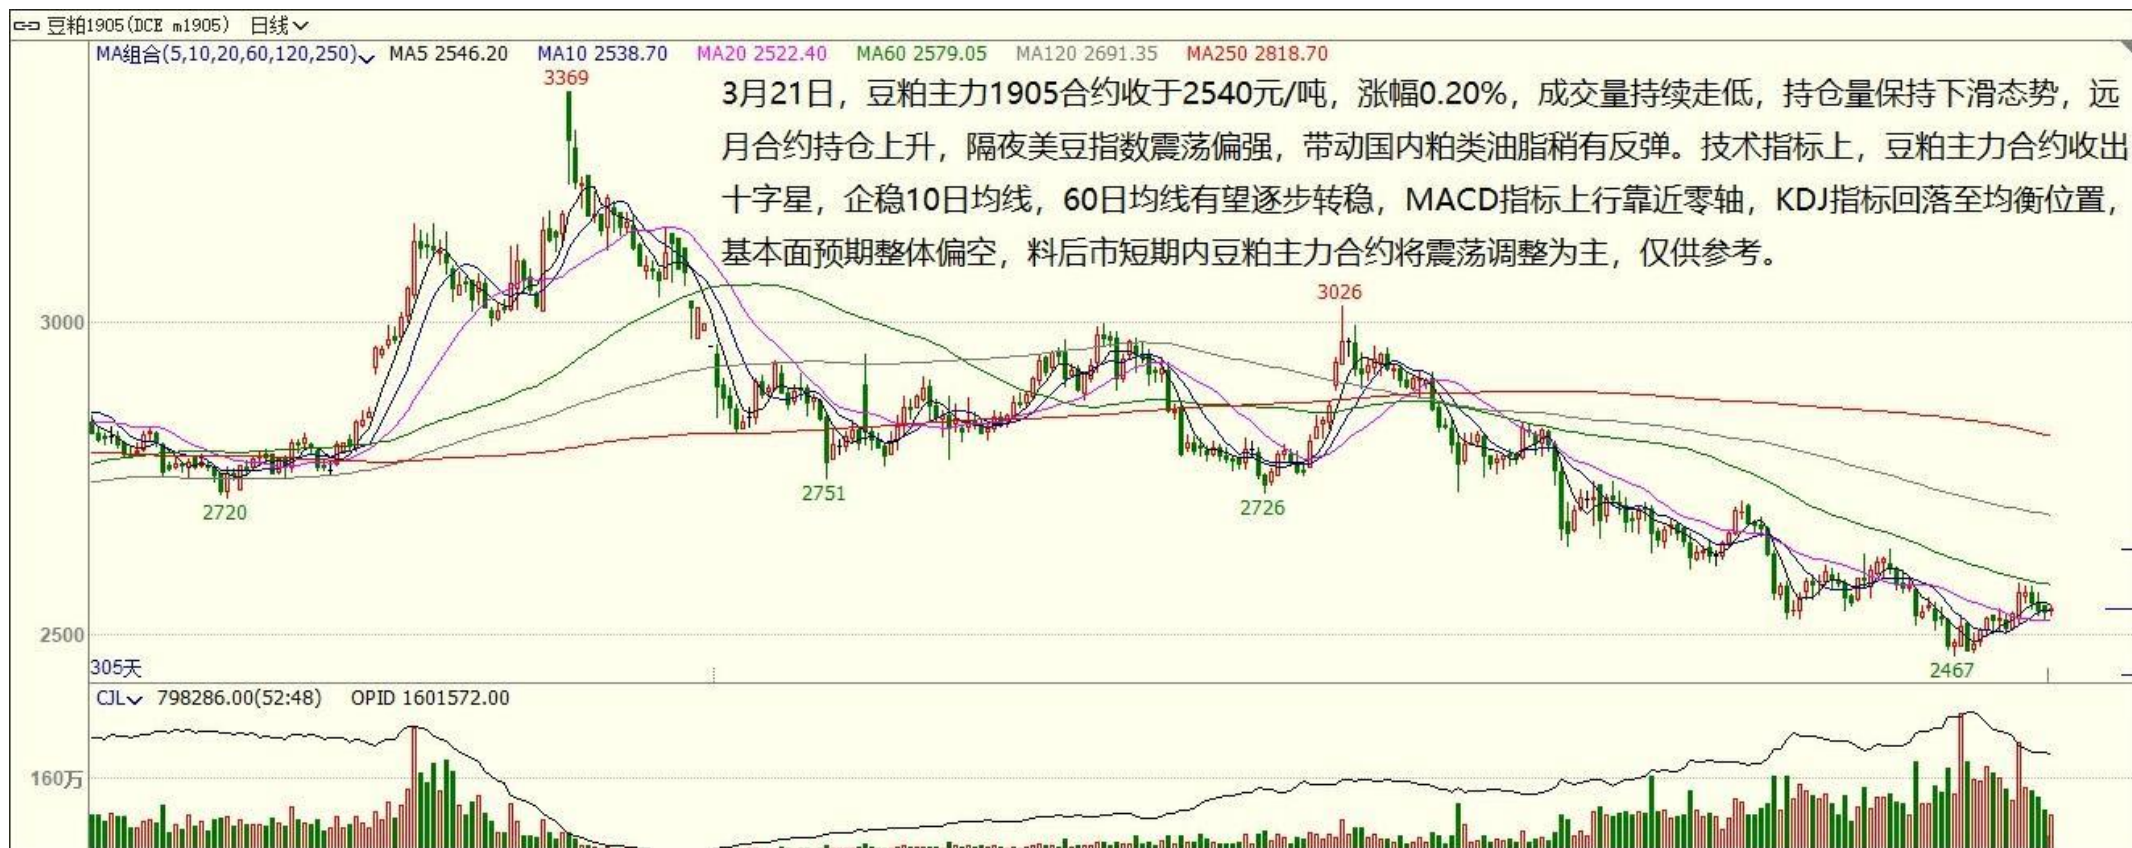 豆粕1905(DCE m1905) 日线
MA组合(5,10,20,60,120,250) MA5 2546.20 MA10 2538.70 MA20 2522.40 MA60 2579.05 MA120 2691.35 MA250 2818.70
3369
3月21日，豆粕主力1905合约收于2540元/吨，涨幅0.20%，成交量持续走低，持仓量保持下滑态势，远
月合约持仓上升，隔夜美豆指数震荡偏强，带动国内粕类油脂稍有反弹。技术指标上，豆粕主力合约收出
十字星，企稳10日均线，60日均线有望逐步转稳，MACD指标上行靠近零轴，KDJ指标回落至均衡位置，
基本面预期整体偏空，料后市短期内豆粕主力合约将震荡调整为主，仅供参考。
3026
3000
2751
2726
2720
2500
2467
305天
CJL 798286.00(52:48) OPID 1601572.00
160万